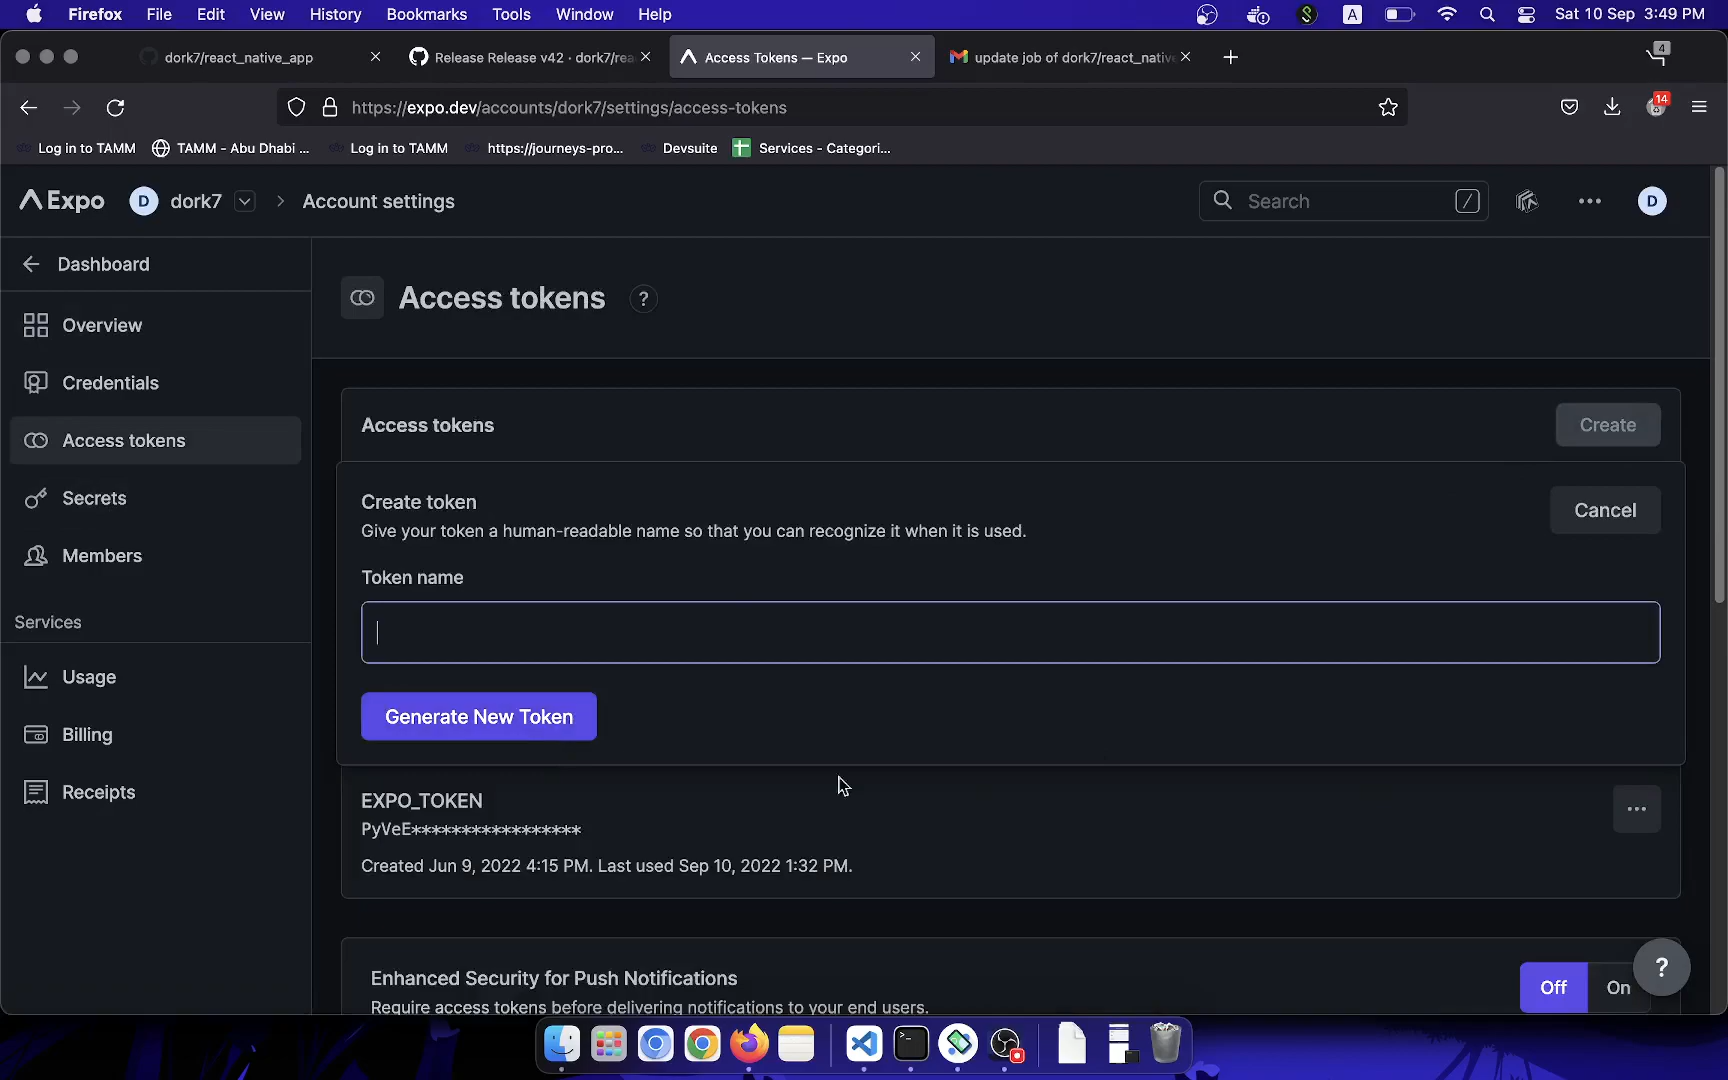 Firefox File Edit View History Bookmarks Tools Window Help A Sat 10 Sep 3:49 PM
dork7/react_native_app
Release Release v42 · dork7/rea
Access Tokens — Expo
update job of dork7/react_native
4
https://expo.dev/accounts/dork7/settings/access-tokens
14
Log in to TAMM
TAMM - Abu Dhabi ...
Log in to TAMM
https://journeys-pro...
Devsuite
Services - Categori...
Expo D dork7 > Account settings
Search /
D
Dashboard
Overview
Credentials
Access tokens
Secrets
Members
Services
Usage
Billing
Receipts
Access tokens ?
Access tokens
Create
Create token
Give your token a human-readable name so that you can recognize it when it is used.
Cancel
Token name
Generate New Token
EXPO_TOKEN
PyVeE*****************
Created Jun 9, 2022 4:15 PM. Last used Sep 10, 2022 1:32 PM.
Enhanced Security for Push Notifications
Require access tokens before delivering notifications to your end users.
Off On
?